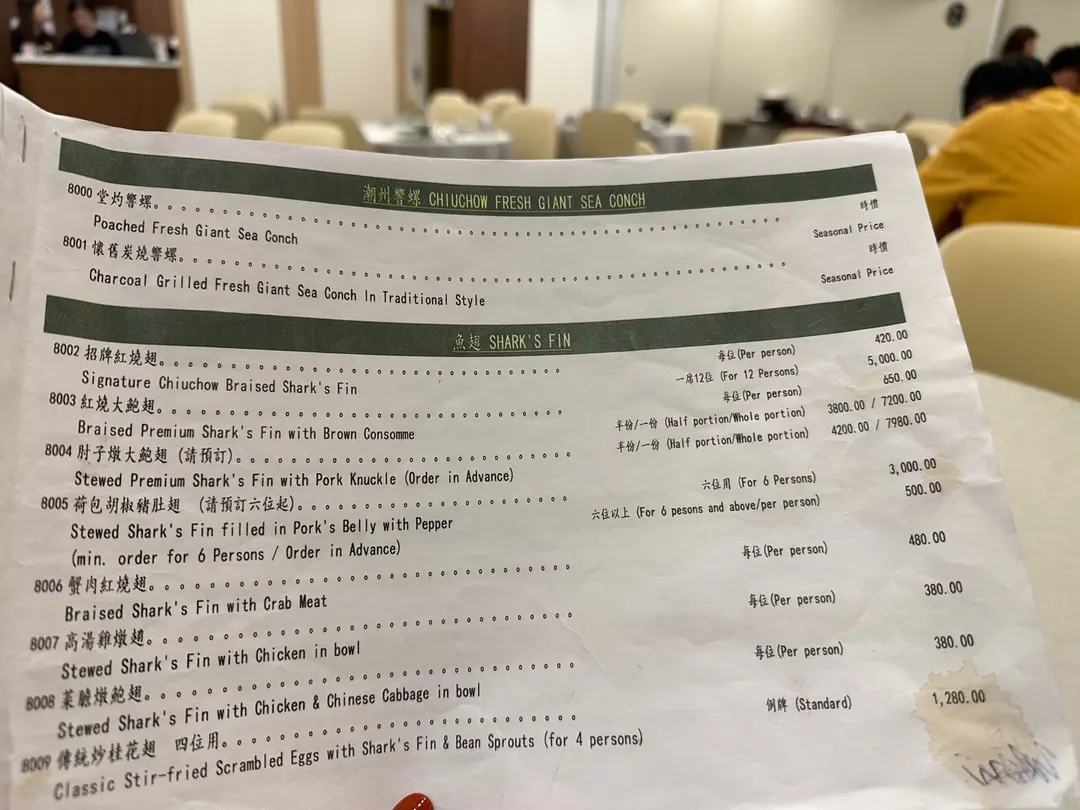 潮州響螺 CHIUCHOW FRESH GIANT SEA CONCH
8000 堂灼響螺 時價
Poached Fresh Giant Sea Conch Seasonal Price
8001 懷舊炭燒響螺 時價
Charcoal Grilled Fresh Giant Sea Conch In Traditional Style Seasonal Price
魚翅 SHARK'S FIN
8002 招牌紅燒翅 每位(Per person) 420.00
Signature Chiuchow Braised Shark's Fin 一席12位 (For 12 Persons) 5,000.00
8003 紅燒大鮑翅 每位(Per person) 650.00
Braised Premium Shark's Fin with Brown Consomme 半份/一份 (Half portion/Whole portion) 3800.00 / 7200.00
8004 肘子燉大鮑翅 (請預訂) 半份/一份 (Half portion/Whole portion) 4200.00 / 7980.00
Stewed Premium Shark's Fin with Pork Knuckle (Order in Advance)
8005 荷包胡椒豬肚翅 (請預訂六位起) 六位用 (For 6 Persons) 3,000.00
Stewed Shark's Fin filled in Pork's Belly with Pepper 六位以上 (For 6 pesons and above/per person) 500.00
(min. order for 6 Persons / Order in Advance)
8006 蟹肉紅燒翅 每位(Per person) 480.00
Braised Shark's Fin with Crab Meat
8007 高湯雞燉翅 每位(Per person) 380.00
Stewed Shark's Fin with Chicken in bowl
8008 菜膽燉鮑翅 每位(Per person) 380.00
Stewed Shark's Fin with Chicken & Chinese Cabbage in bowl
8009 傳統炒桂花翅 四位用 例牌 (Standard) 1,280.00
Classic Stir-fried Scrambled Eggs with Shark's Fin & Bean Sprouts (for 4 persons)